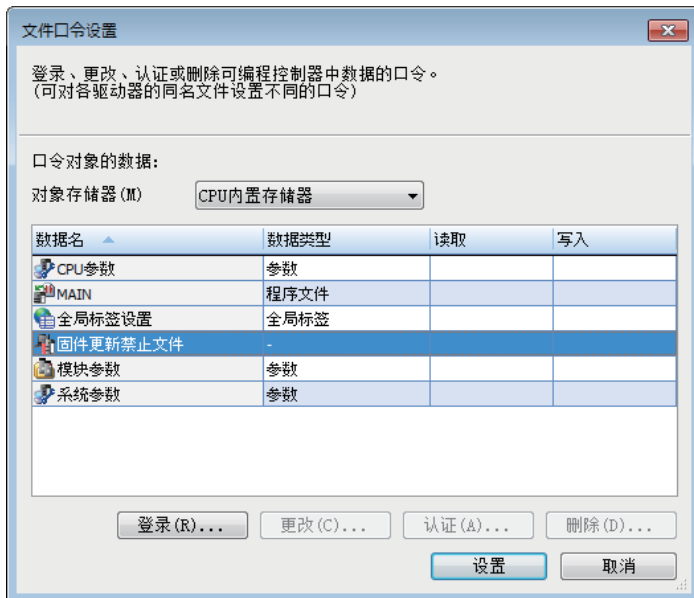 文件口令设置
登录、更改、认证或删除可编程控制器中数据的口令。
(可对各驱动器的同名文件设置不同的口令)
口令对象的数据:
对象存储器(M) CPU内置存储器
数据名 数据类型 读取 写入
CPU参数 参数
MAIN 程序文件
全局标签设置 全局标签
固件更新禁止文件 -
模块参数 参数
系统参数 参数
登录(R)... 更改(C)... 认证(A)... 删除(D)...
设置 取消